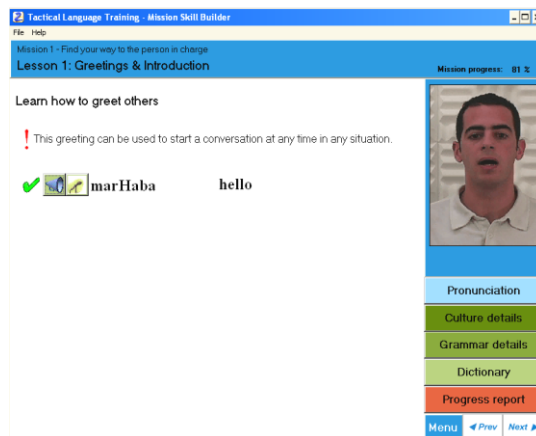 Tactical Language Training - Mission Skill Builder
File Help
Mission 1 - Find your way to the person in charge
Lesson 1: Greetings & Introduction
Mission progress: 81 %
Learn how to greet others
! This greeting can be used to start a conversation at any time in any situation.
marHaba hello
Pronunciation
Culture details
Grammar details
Dictionary
Progress report
Menu Prev Next